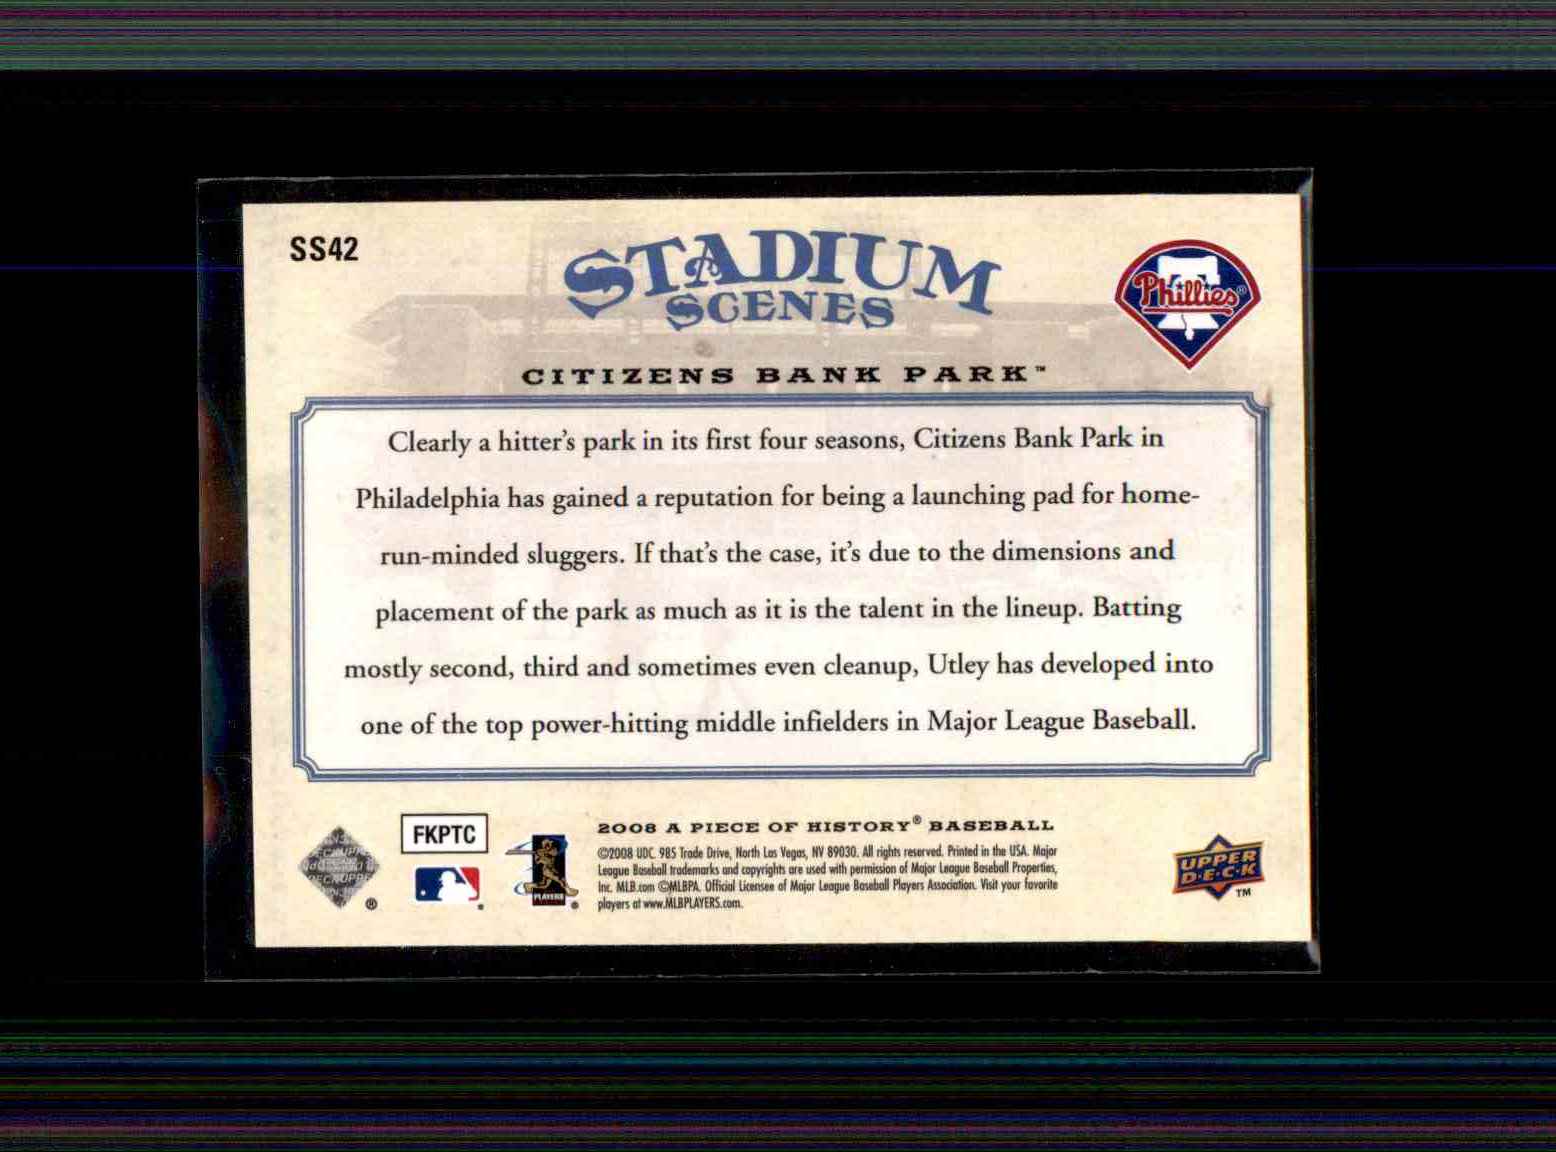 SS42
STADIUM
SCENES
Phillies®
CITIZENS BANK PARK™
Clearly a hitter's park in its first four seasons, Citizens Bank Park in
Philadelphia has gained a reputation for being a launching pad for home-
run-minded sluggers. If that's the case, it's due to the dimensions and
placement of the park as much as it is the talent in the lineup. Batting
mostly second, third and sometimes even cleanup, Utley has developed into
one of the top power-hitting middle infielders in Major League Baseball.
FKPTC
PLAYERS
®
2008 A PIECE OF HISTORY® BASEBALL
©2008 UDC. 985 Trade Drive, North Las Vegas, NV 89030. All rights reserved. Printed in the USA. Major
League Baseball trademarks and copyrights are used with permission of Major League Baseball Properties,
Inc. MLB.com ©MLBPA. Official Licensee of Major League Baseball Players Association. Visit your favorite
players at www.MLBPLAYERS.com.
UPPER
D·E·C·K
TM